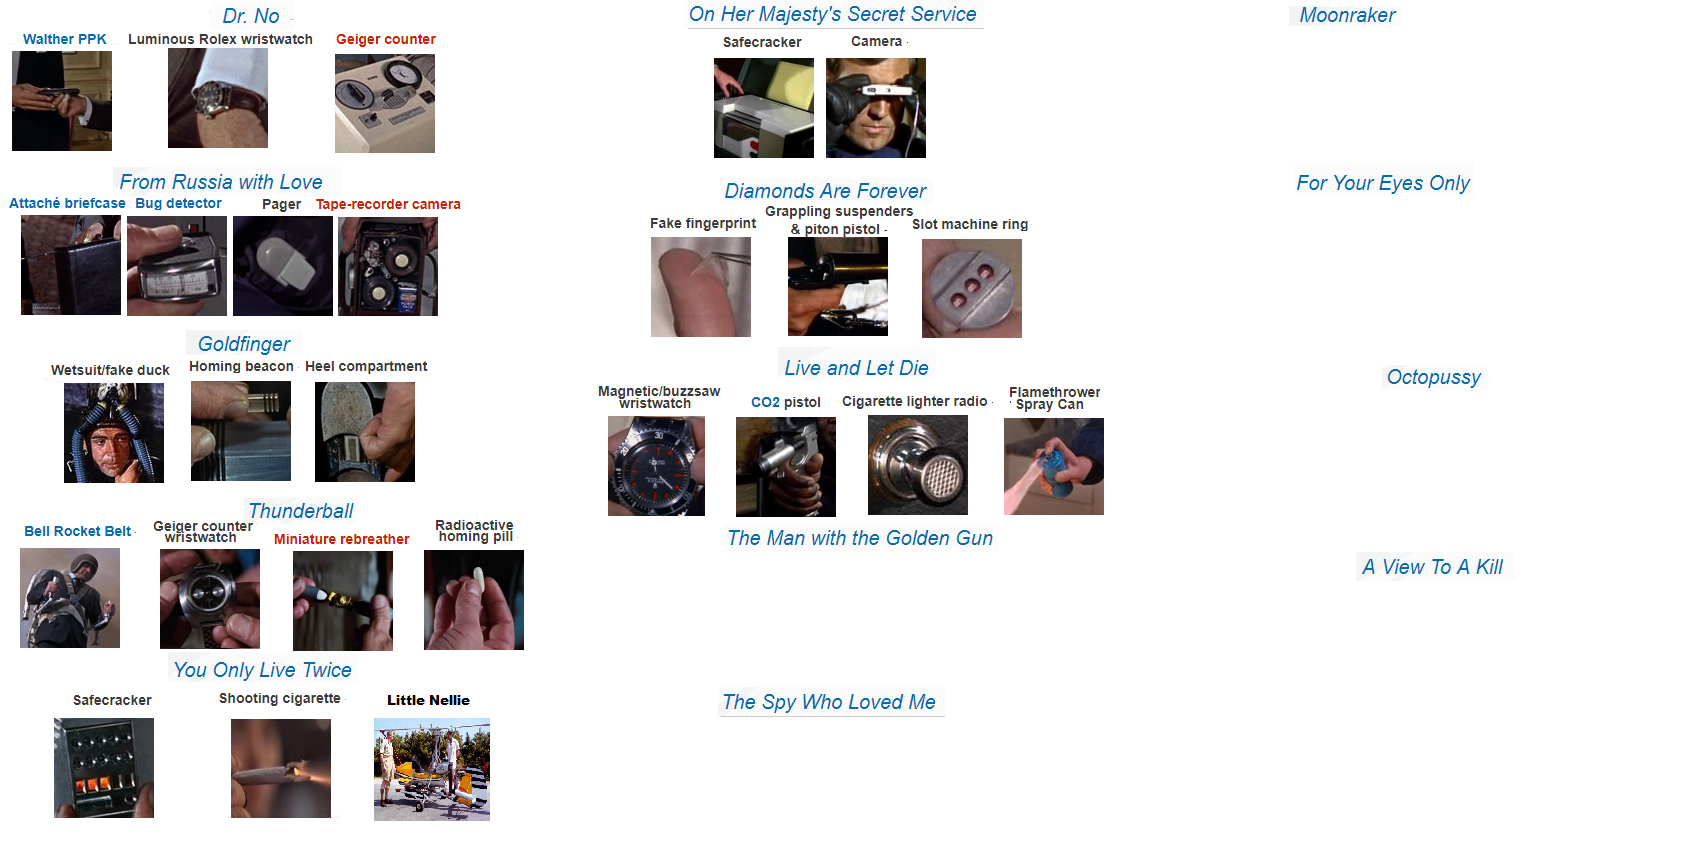 Dr. No
Walther PPK
Luminous Rolex wristwatch
Geiger counter
From Russia with Love
Attaché briefcase
Bug detector
Pager
Tape-recorder camera
Goldfinger
Wetsuit/fake duck
Homing beacon
Heel compartment
Thunderball
Bell Rocket Belt
Geiger counter
wristwatch
Miniature rebreather
Radioactive
homing pill
You Only Live Twice
Safecracker
Shooting cigarette
Little Nellie
On Her Majesty's Secret Service
Safecracker
Camera
Diamonds Are Forever
Fake fingerprint
Grappling suspenders
& piton pistol
Slot machine ring
Live and Let Die
Magnetic/buzzsaw
wristwatch
CO2 pistol
Cigarette lighter radio
Flamethrower
Spray Can
The Man with the Golden Gun
The Spy Who Loved Me
Moonraker
For Your Eyes Only
Octopussy
A View To A Kill